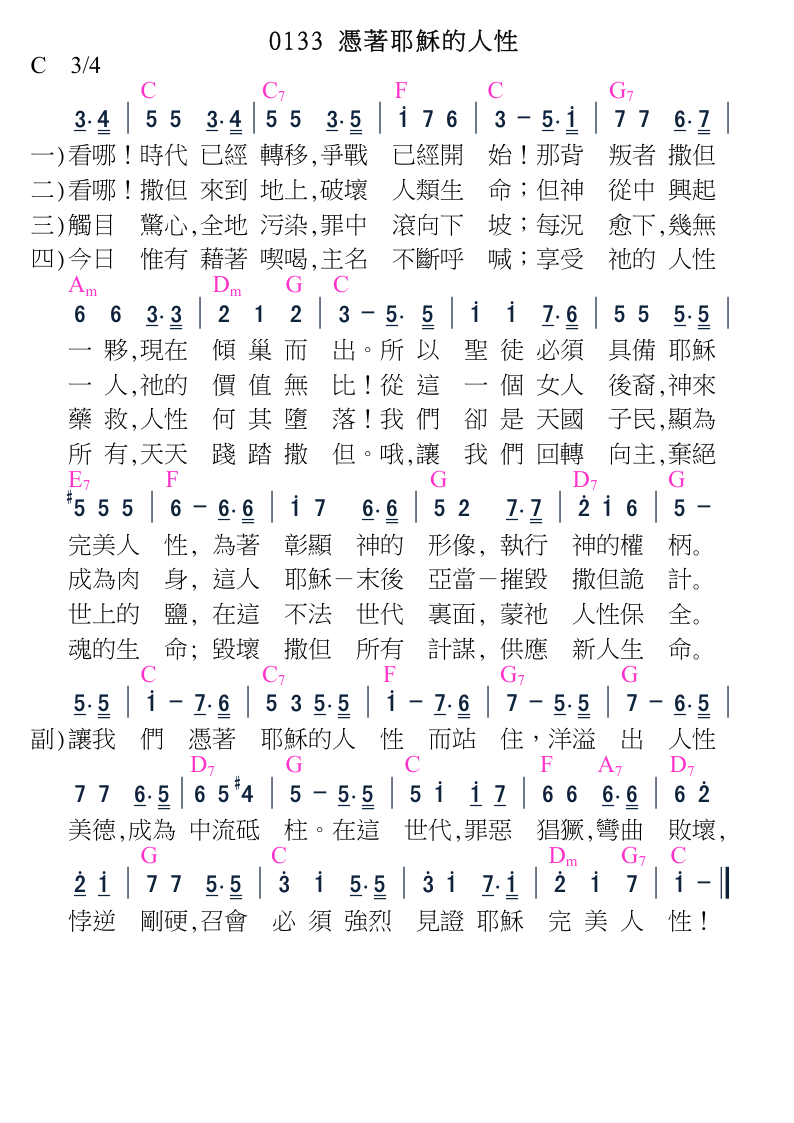 0133 憑著耶穌的人性
C 3/4
C C7 F C G7
3·4 | 5 5 3·4 | 5 5 3·5 | i 7 6 | 3 - 5·i | 7 7 6·7 |
一)看哪！時代 已經 轉移,爭戰 已經開 始！那背 叛者 撒但
二)看哪！撒但 來到 地上,破壞 人類生 命；但神 從中 興起
三)觸目 驚心,全地 污染,罪中 滾向下 坡；每況 愈下,幾無
四)今日 惟有 藉著 喫喝,主名 不斷呼 喊；享受 祂的 人性
Am Dm G C
6 6 3·3 | 2 1 2 | 3 - 5· 5 | i i 7·6 | 5 5 5·5 |
一 夥,現在 傾 巢 而 出。所 以 聖 徒 必須 具備 耶穌
一 人,祂的 價 值 無 比！從 這 一 個 女人 後裔,神來
藥 救,人性 何 其 墮 落！我 們 卻 是 天國 子民,顯為
所 有,天天 踐 踏 撒 但。哦,讓 我 們 回轉 向主,棄絕
E7 F G D7 G
#5 5 5 | 6 - 6·6 | i 7 6·6 | 5 2 7·7 | 2̇ i 6 | 5 -
完美人 性, 為著 彰顯 神的 形像, 執行 神的權 柄。
成為肉 身, 這人 耶穌－末後 亞當－摧毀 撒但詭 計。
世上的 鹽, 在這 不法 世代 裏面, 蒙祂 人性保 全。
魂的生 命; 毀壞 撒但 所有 計謀, 供應 新人生 命。
C C7 F G7 G
5·5 | i - 7·6 | 5 3 5·5 | i - 7·6 | 7 - 5·5 | 7 - 6·5 |
副)讓我 們 憑著 耶穌的人 性 而站 住，洋溢 出 人性
D7 G C F A7 D7
7 7 6·5 | 6 5 #4 | 5 - 5·5 | 5 i i 7 | 6 6 6·6 | 6 2̇
美德,成為 中流砥 柱。在這 世代,罪惡 猖獗,彎曲 敗壞,
G C Dm G7 C
2̇ i | 7 7 5·5 | 3̇ i 5·5 | 3̇ i 7·i | 2̇ i 7 | i - ‖
悖逆 剛硬,召會 必 須 強烈 見證 耶穌 完 美 人 性！